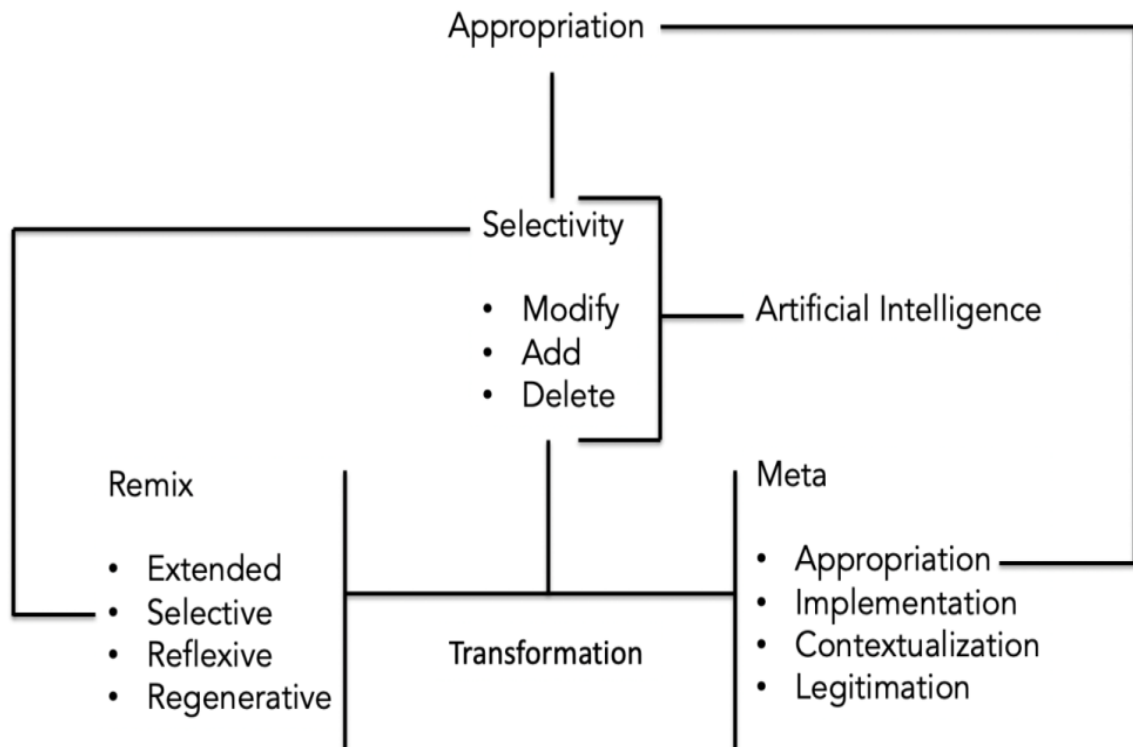 Appropriation
Selectivity
• Modify
• Add
• Delete
Artificial Intelligence
Remix
• Extended
• Selective
• Reflexive
• Regenerative
Transformation
Meta
• Appropriation
• Implementation
• Contextualization
• Legitimation